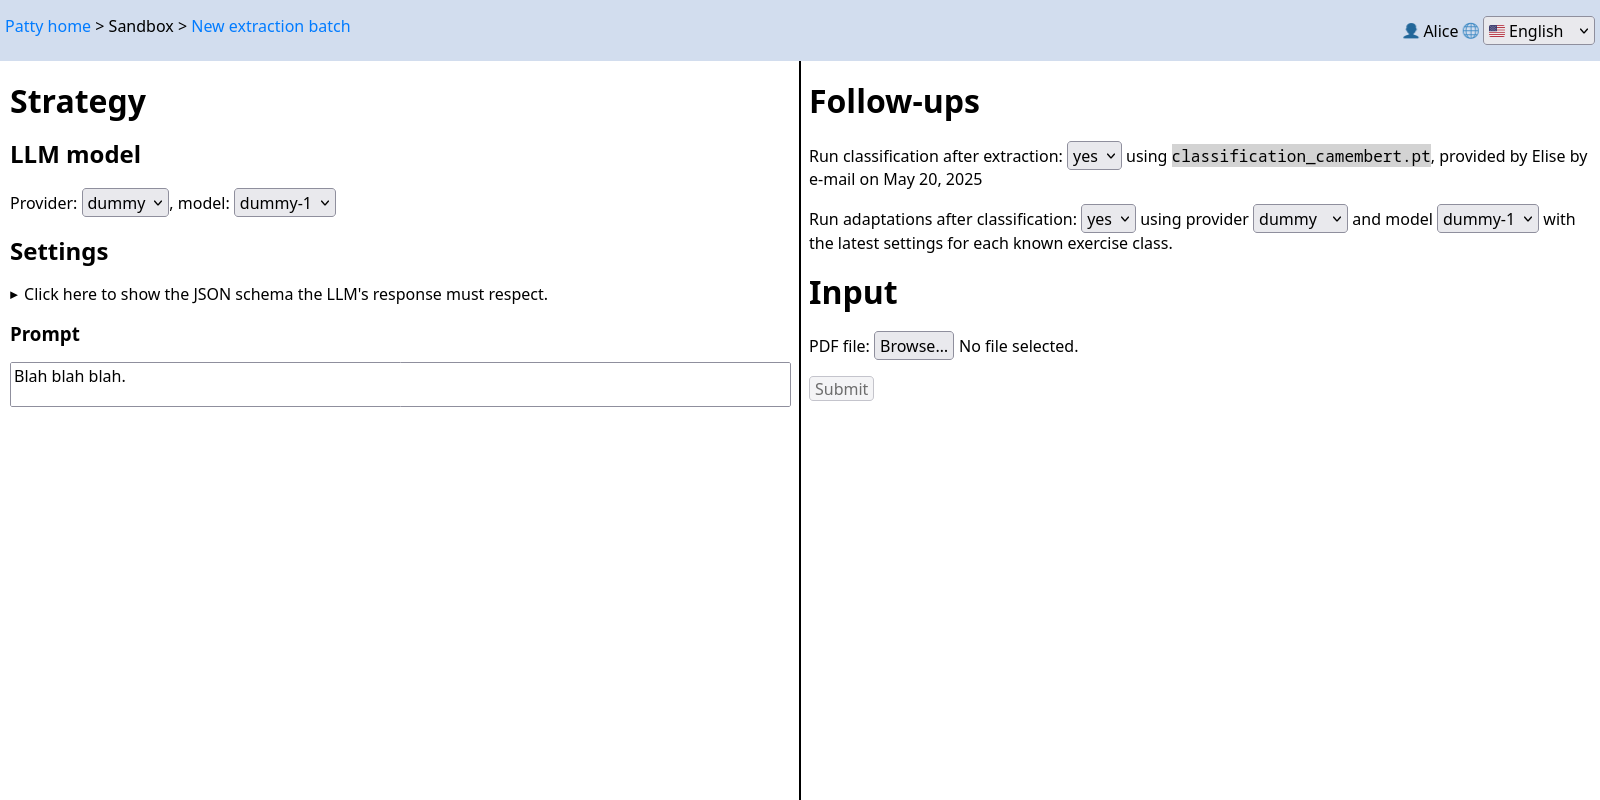 Patty home > Sandbox > New extraction batch
Alice English
Strategy
LLM model
Provider: dummy, model: dummy-1
Settings
Click here to show the JSON schema the LLM's response must respect.
Prompt
Blah blah blah.
Follow-ups
Run classification after extraction: yes using classification_camembert.pt, provided by Elise by
e-mail on May 20, 2025
Run adaptations after classification: yes using provider dummy and model dummy-1 with
the latest settings for each known exercise class.
Input
PDF file: Browse... No file selected.
Submit